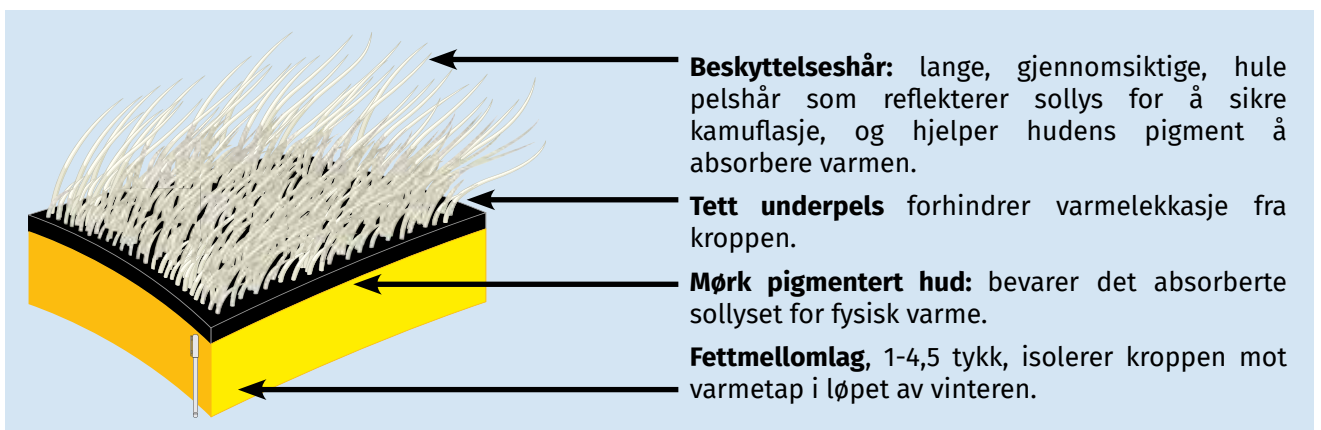 Beskyttelseshår: lange, gjennomsiktige, hule
pelshår som reflekterer sollys for å sikre
kamuflasje, og hjelper hudens pigment å
absorbere varmen.
Tett underpels forhindrer varmelekkasje fra
kroppen.
Mørk pigmentert hud: bevarer det absorberte
sollyset for fysisk varme.
Fettmellomlag, 1-4,5 tykk, isolerer kroppen mot
varmetap i løpet av vinteren.